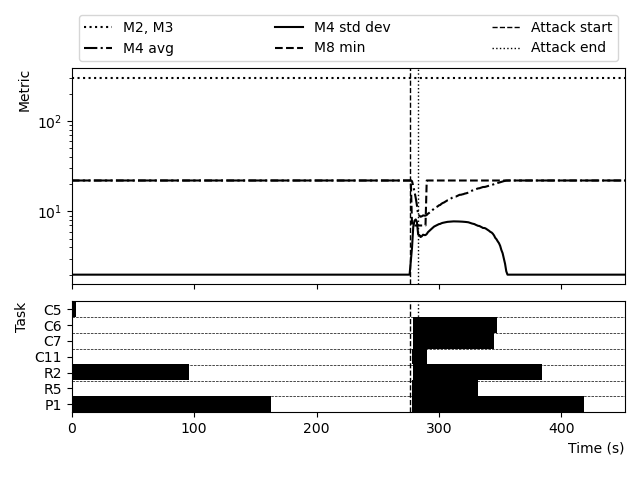 M2, M3 M4 std dev Attack start
M4 avg M8 min Attack end
Metric
10²
10¹
Task
C5
C6
C7
C11
R2
R5
P1
0 100 200 300 400
Time (s)